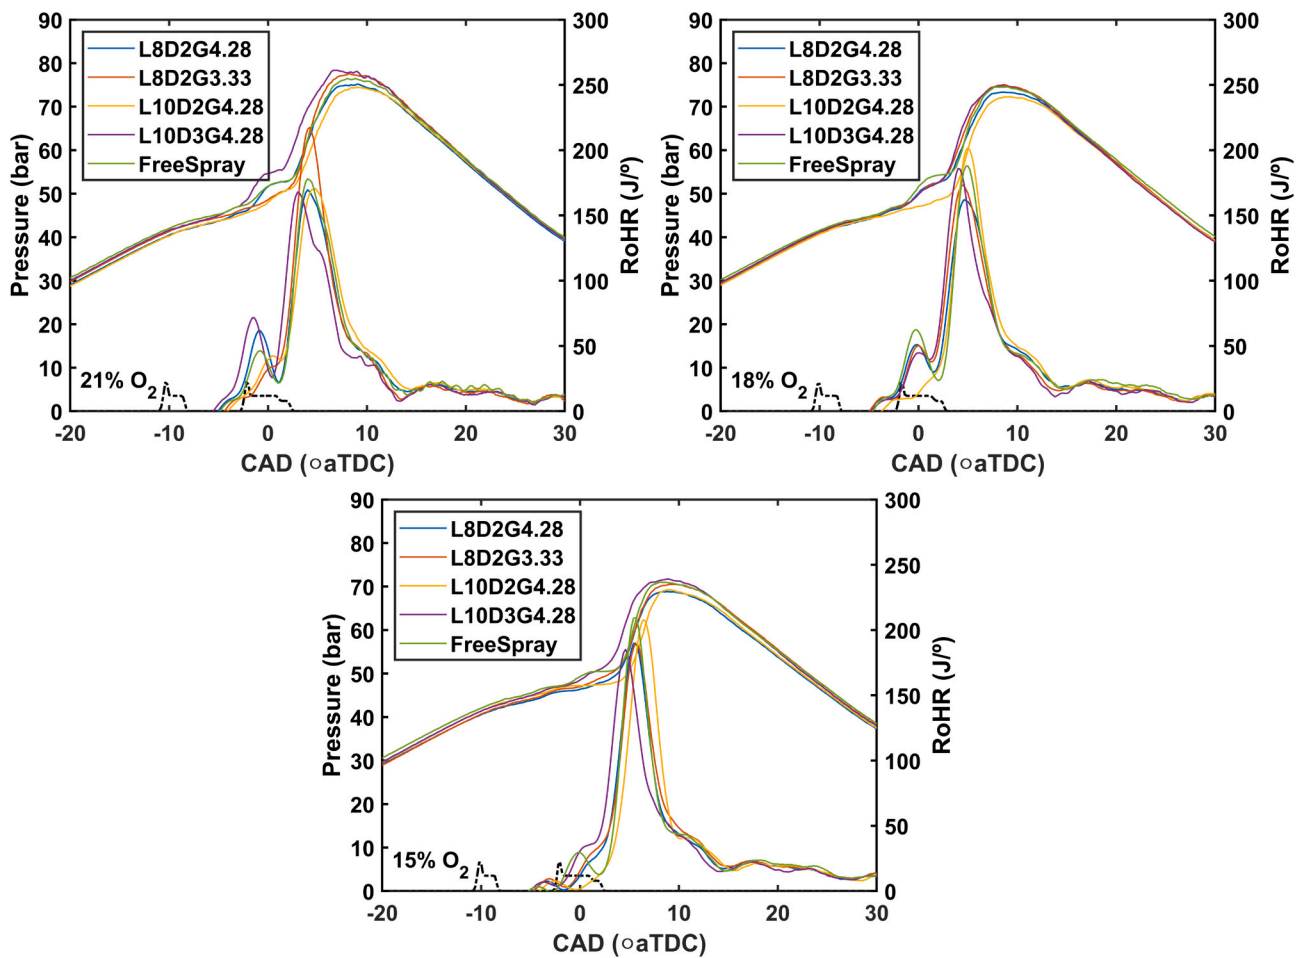 90
80
70
60
50
40
30
20
10
0
Pressure (bar)
L8D2G4.28
L8D2G3.33
L10D2G4.28
L10D3G4.28
FreeSpray
21% O2
-20
-10
0
10
20
30
CAD (○aTDC)
300
250
200
150
100
50
0
RoHR (J/º)
90
80
70
60
50
40
30
20
10
0
Pressure (bar)
L8D2G4.28
L8D2G3.33
L10D2G4.28
L10D3G4.28
FreeSpray
18% O2
-20
-10
0
10
20
30
CAD (○aTDC)
300
250
200
150
100
50
0
RoHR (J/º)
90
80
70
60
50
40
30
20
10
0
Pressure (bar)
L8D2G4.28
L8D2G3.33
L10D2G4.28
L10D3G4.28
FreeSpray
15% O2
-20
-10
0
10
20
30
CAD (○aTDC)
300
250
200
150
100
50
0
RoHR (J/º)